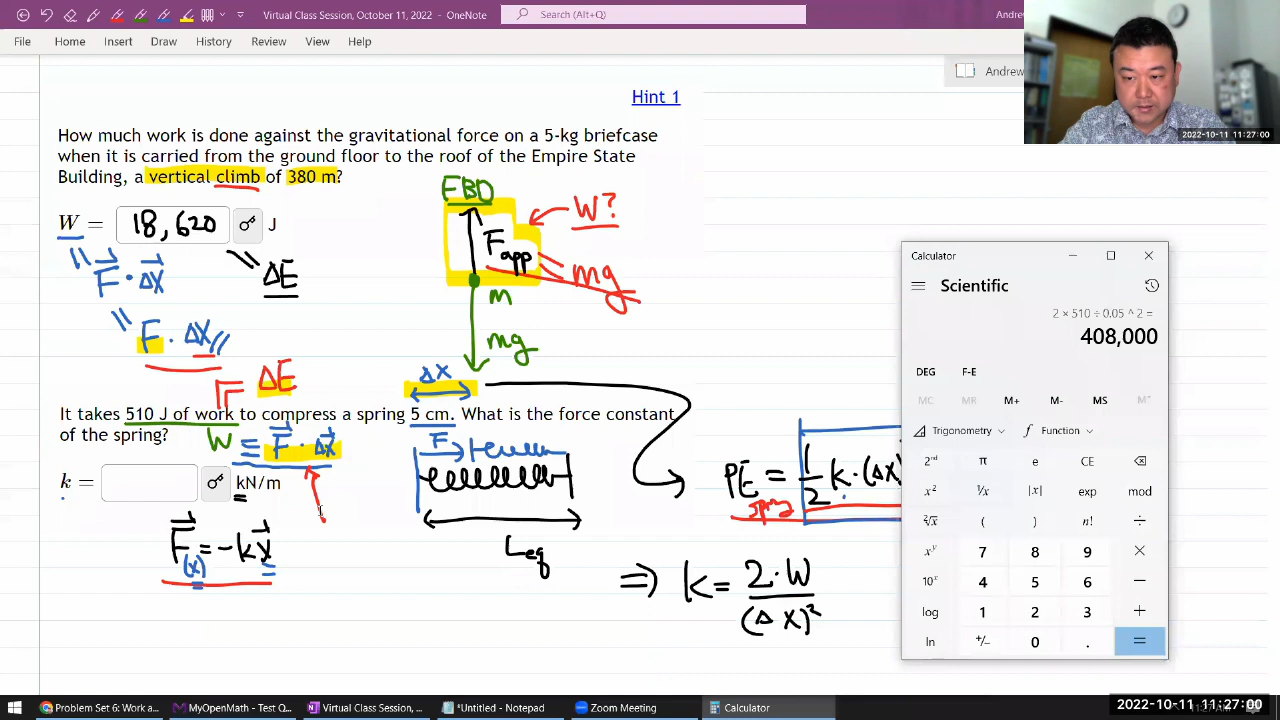 Virtual Class Session, October 11, 2022 - OneNote
Search (Alt+Q)
Andrew
File Home Insert Draw History Review View Help
Andrew
2022-10-11 11:27:00
Hint 1
How much work is done against the gravitational force on a 5-kg briefcase
when it is carried from the ground floor to the roof of the Empire State
Building, a vertical climb of 380 m?
W = 18,620 J
F · Δx
ΔE
F · Δx
ΔE
FBD
W?
Fapp
mg
m
mg
Δx
It takes 510 J of work to compress a spring 5 cm. What is the force constant
of the spring?
W = F · Δx
k = kN/m
F(x) = -kx
F
Leq
PE spring = 1/2 k · (Δx)
⇒ k = 2·W / (Δx)²
Calculator
Scientific
2 × 510 ÷ 0.05 ^ 2 =
408,000
DEG F-E
MC MR M+ M- MS M˅
Trigonometry Function
2nd π e CE
x² ¹/x |x| exp mod
²√x ( ) n! ÷
xʸ 7 8 9 ×
10ˣ 4 5 6 −
log 1 2 3 +
ln +/− 0 . =
Problem Set 6: Work a...
MyOpenMath - Test Q...
Virtual Class Session, ...
*Untitled - Notepad
Zoom Meeting
Calculator
2022-10-11 11:27:00